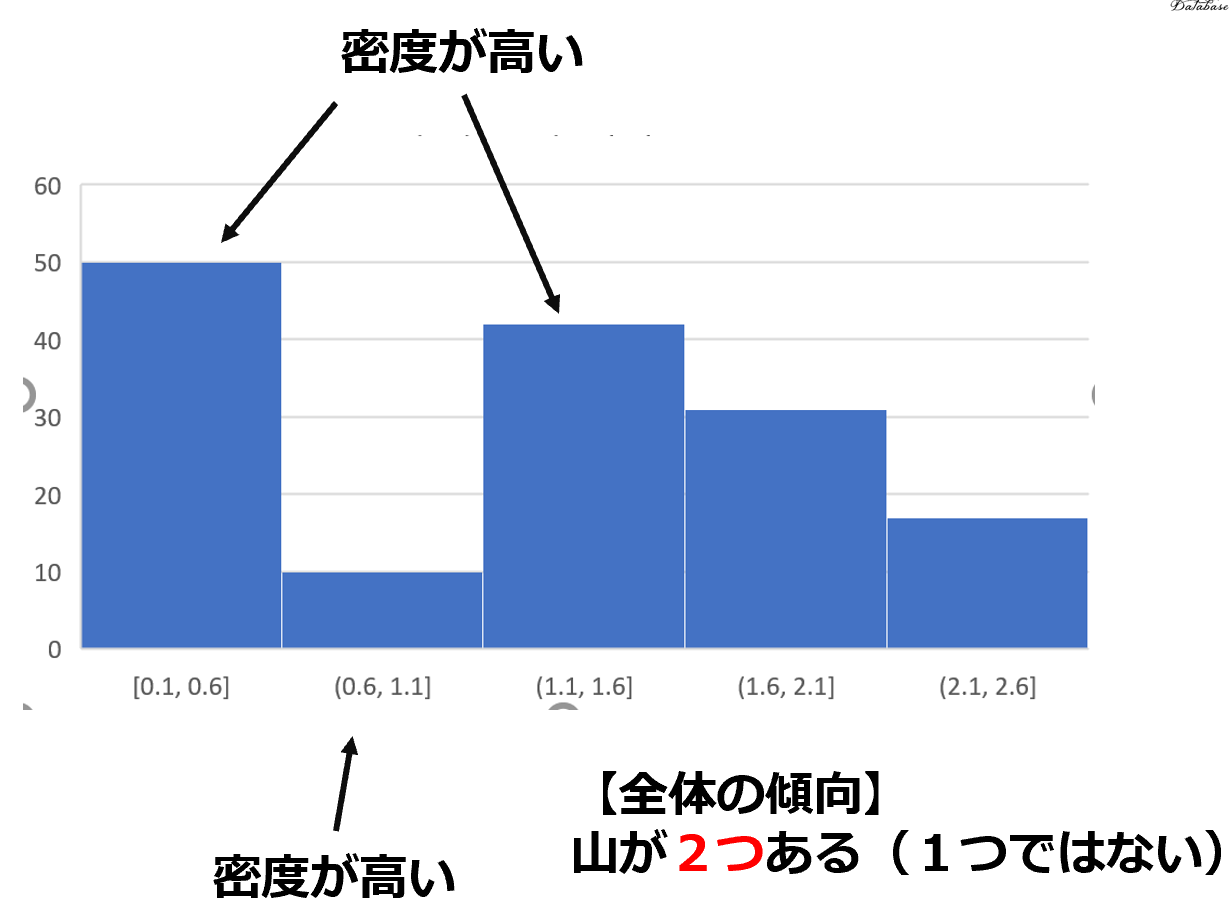 Database
密度が高い
60
50
40
30
20
10
0
[0.1, 0.6] (0.6, 1.1] (1.1, 1.6] (1.6, 2.1] (2.1, 2.6]
密度が高い
【全体の傾向】
山が２つある（１つではない）